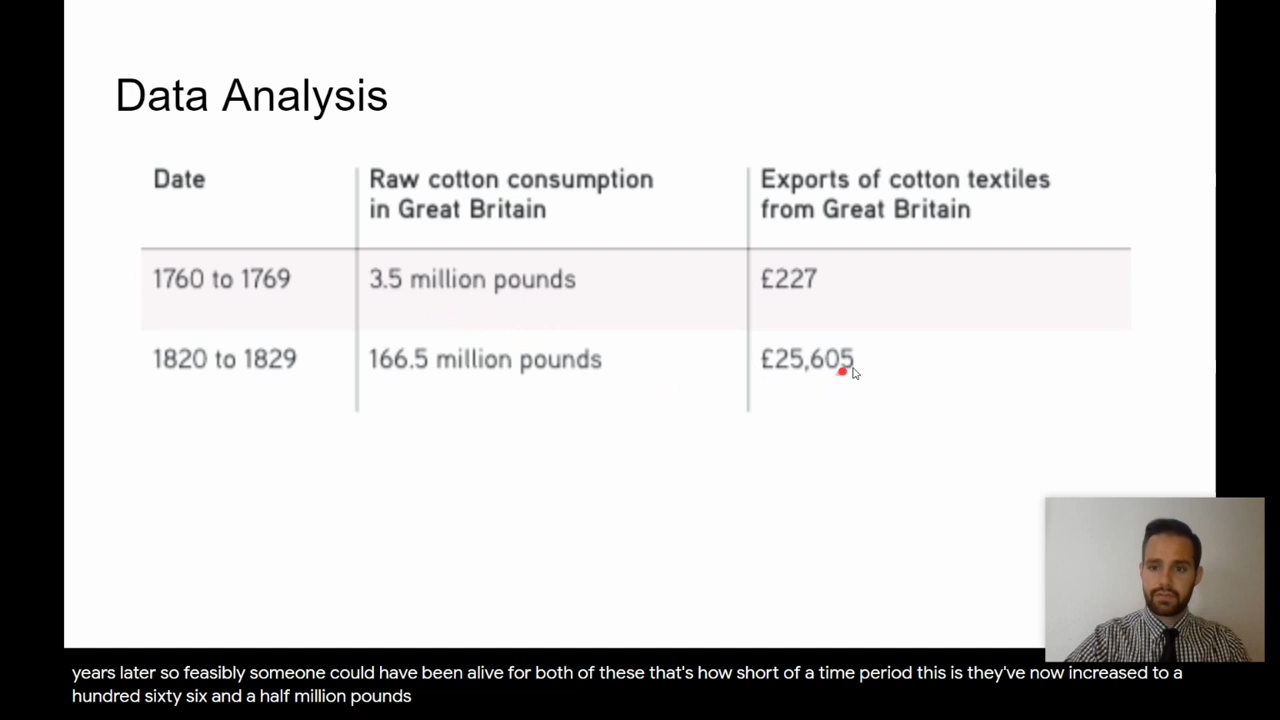 Data Analysis
Date
Raw cotton consumption
in Great Britain
Exports of cotton textiles
from Great Britain
1760 to 1769
3.5 million pounds
£227
1820 to 1829
166.5 million pounds
£25,605
years later so feasibly someone could have been alive for both of these that's how short of a time period this is they've now increased to a
hundred sixty six and a half million pounds